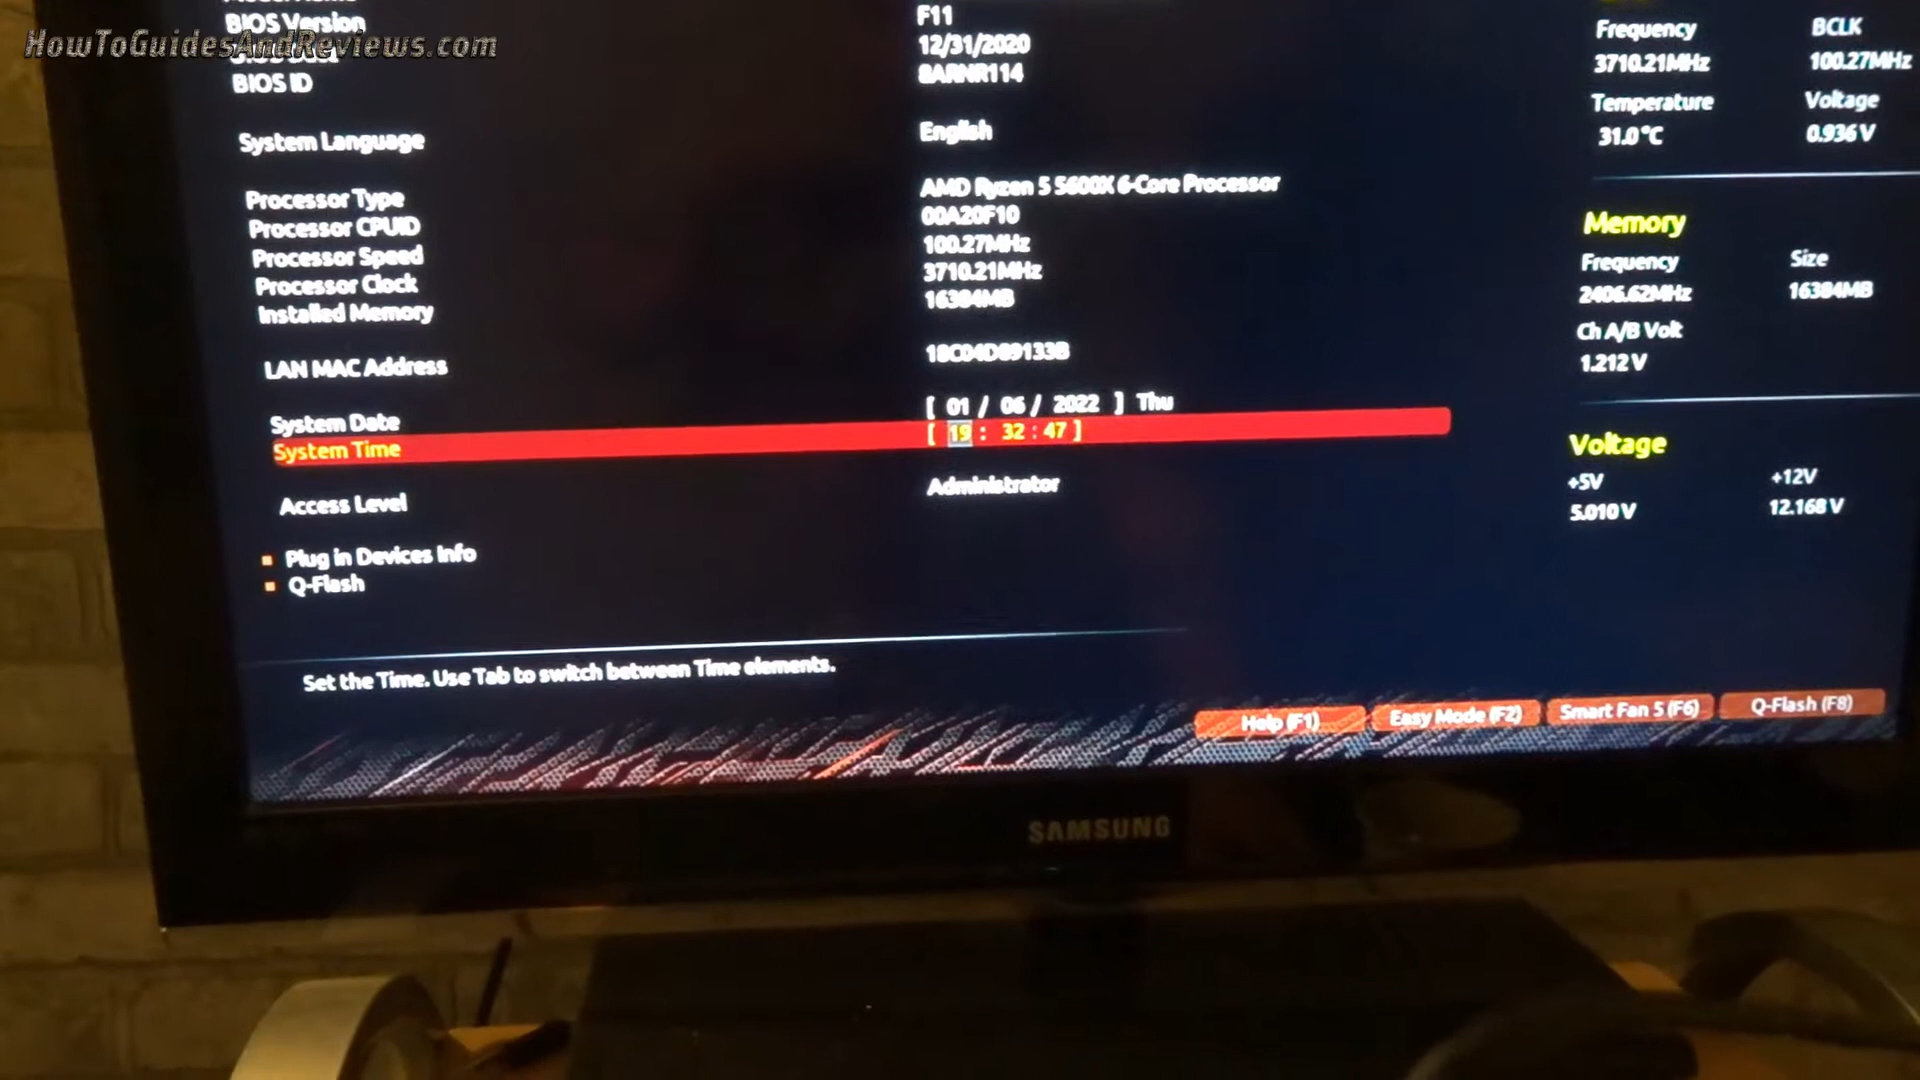 HowToGuidesAndReviews.com
BIOS Version F11
12/31/2020
BIOS ID 8ARNR114
System Language English
Processor Type AMD Ryzen 5 5600X 6-Core Processor
Processor CPUID 00A20F10
Processor Speed 100.27MHz
Processor Clock 3710.21MHz
Installed Memory 16384MB
LAN MAC Address 18C04D89133B
System Date [ 01 / 06 / 2022 ] Thu
System Time [ 19 : 32 : 47 ]
Access Level Administrator
Plug in Devices Info
Q-Flash
Set the Time. Use Tab to switch between Time elements.
Frequency BCLK
3710.21MHz 100.27MHz
Temperature Voltage
31.0 °C 0.936 V
Memory
Frequency Size
2406.62MHz 16384MB
Ch A/B Volt
1.212 V
Voltage
+5V +12V
5.010 V 12.168 V
Help (F1) Easy Mode (F2) Smart Fan 5 (F6) Q-Flash (F8)
SAMSUNG